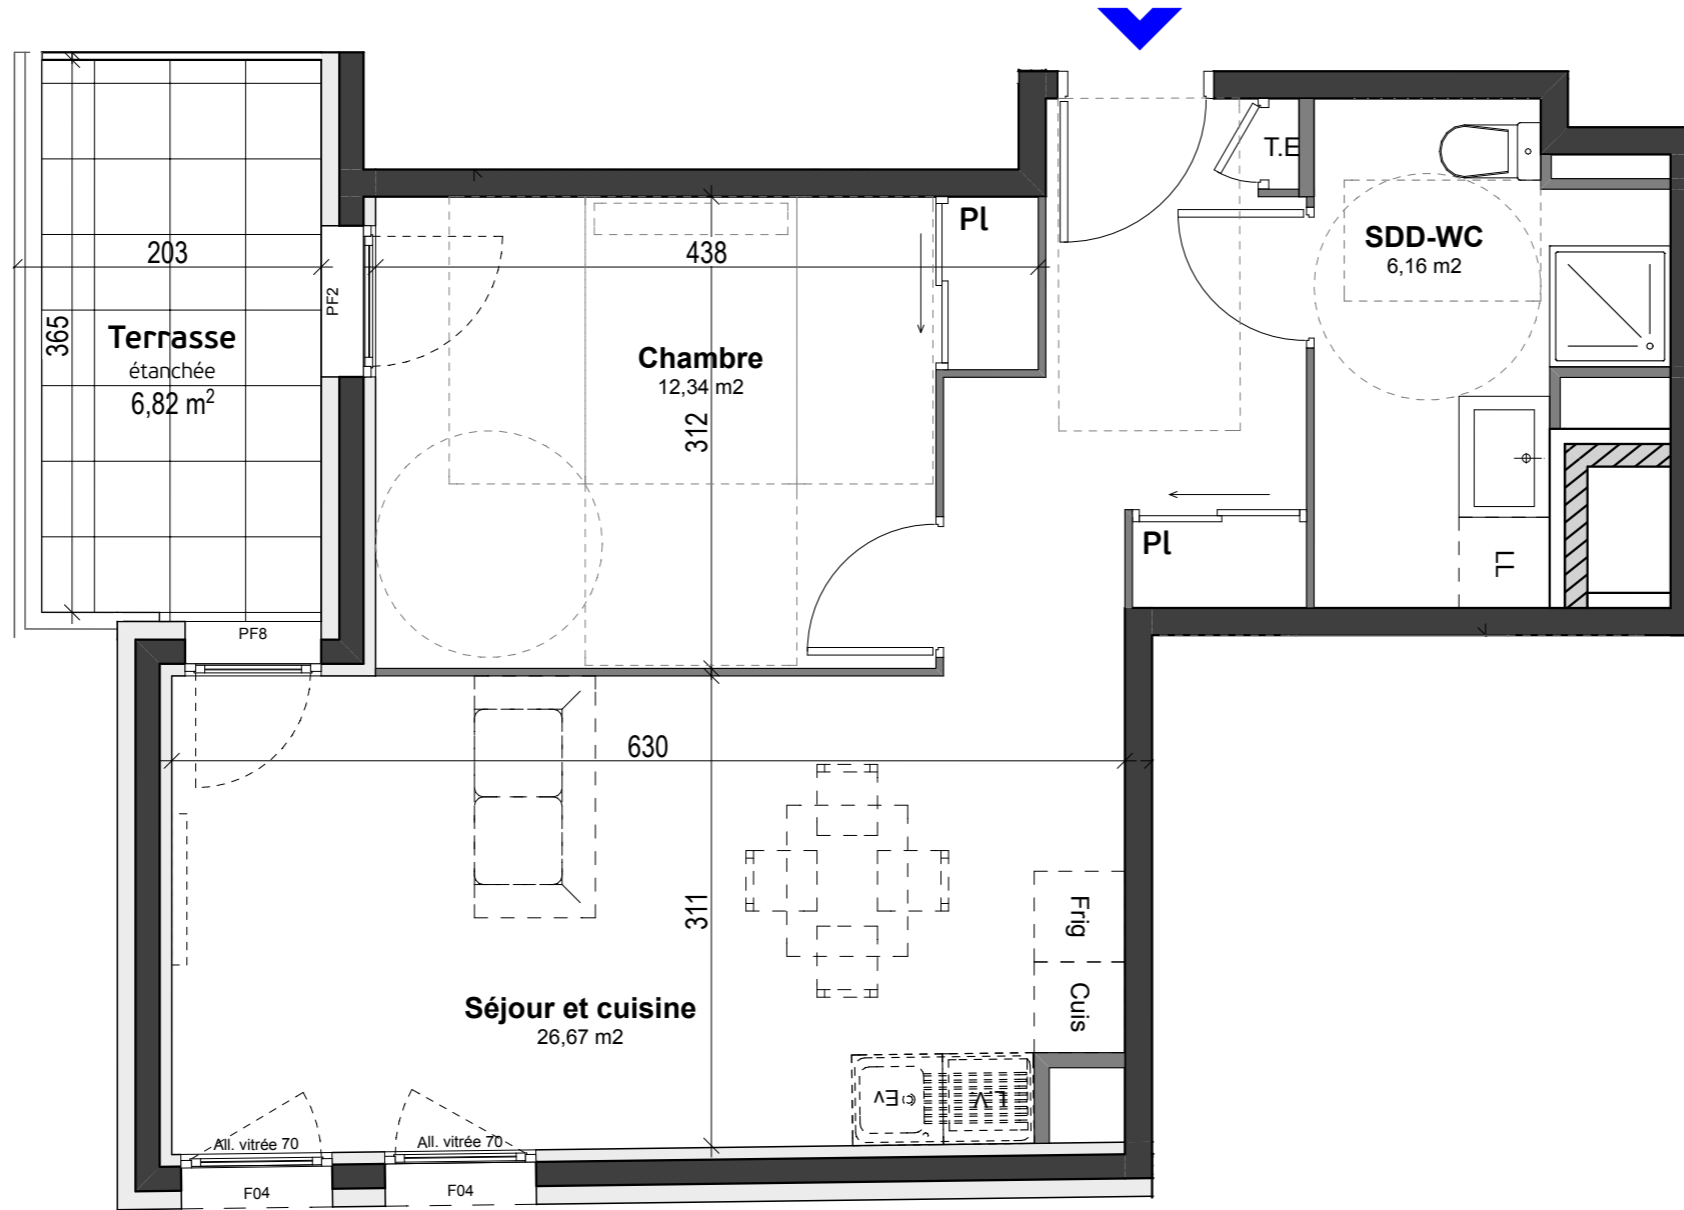 T.E
Pl
SDD-WC
6,16 m2
203
438
PF2
365
Terrasse
étanchée
6,82 m²
Chambre
12,34 m2
312
Pl
LL
PF8
630
311
Frig
Cuis
Séjour et cuisine
26,67 m2
Ev
LV
All. vitrée 70
All. vitrée 70
F04
F04